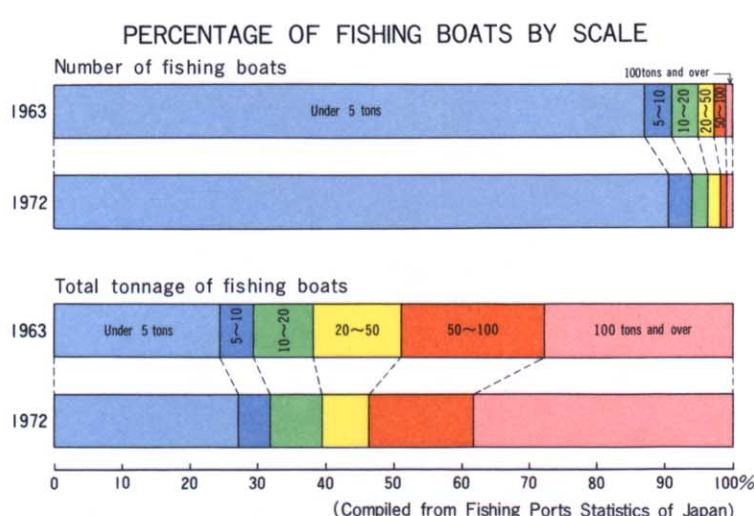 PERCENTAGE OF FISHING BOATS BY SCALE
Number of fishing boats
100tons and over
1963
Under 5 tons
5~10
10~20
20~50
50~100
1972
Total tonnage of fishing boats
1963
Under 5 tons
5~10
10~20
20~50
50~100
100 tons and over
1972
0 10 20 30 40 50 60 70 80 90 100%
(Compiled from Fishing Ports Statistics of Japan)